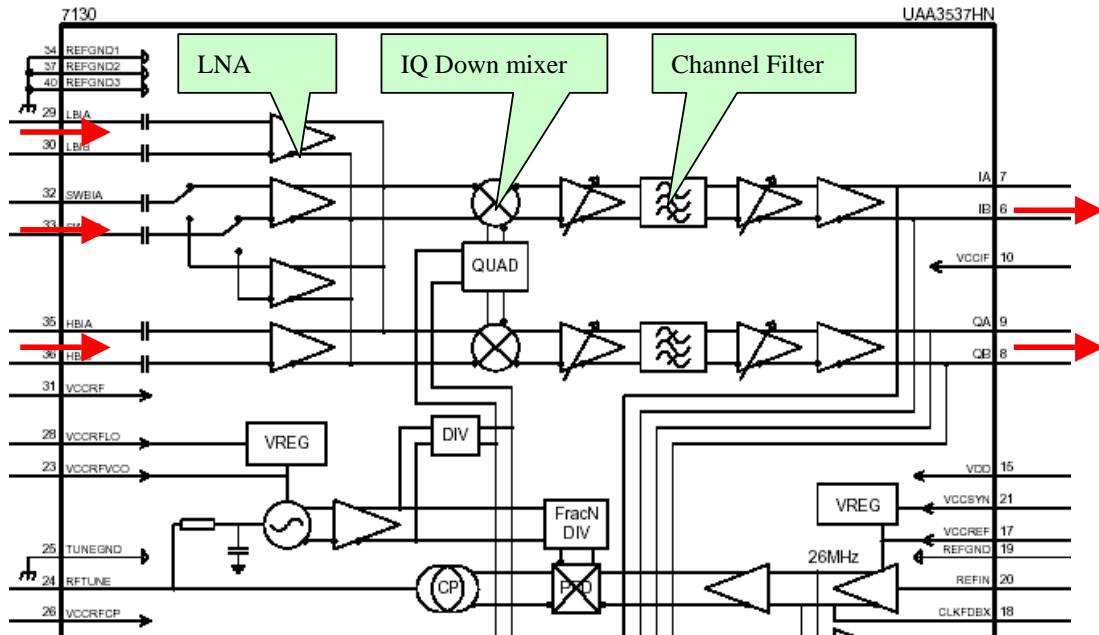 7130 UAA3537HN
34 REFGND1
37 REFGND2
40 REFGND3
LNA
IQ Down mixer
Channel Filter
29 LBIA
30 LBIB
32 SWBIA
33
IA 7
IB 6
QUAD
VCCIF 10
35 HBIA
36
QA 9
QB 8
31 VCCRF
28 VCCRFLO
VREG
DIV
23 VCCRFVCO
VDD 15
VREG
VCCSYN 21
FracN
DIV
VCCREF 17
25 TUNEGND
26MHz
REFGND 19
24 RFTUNE
CP
REFIN 20
26 VCCRFCP
CLKFDBX 18